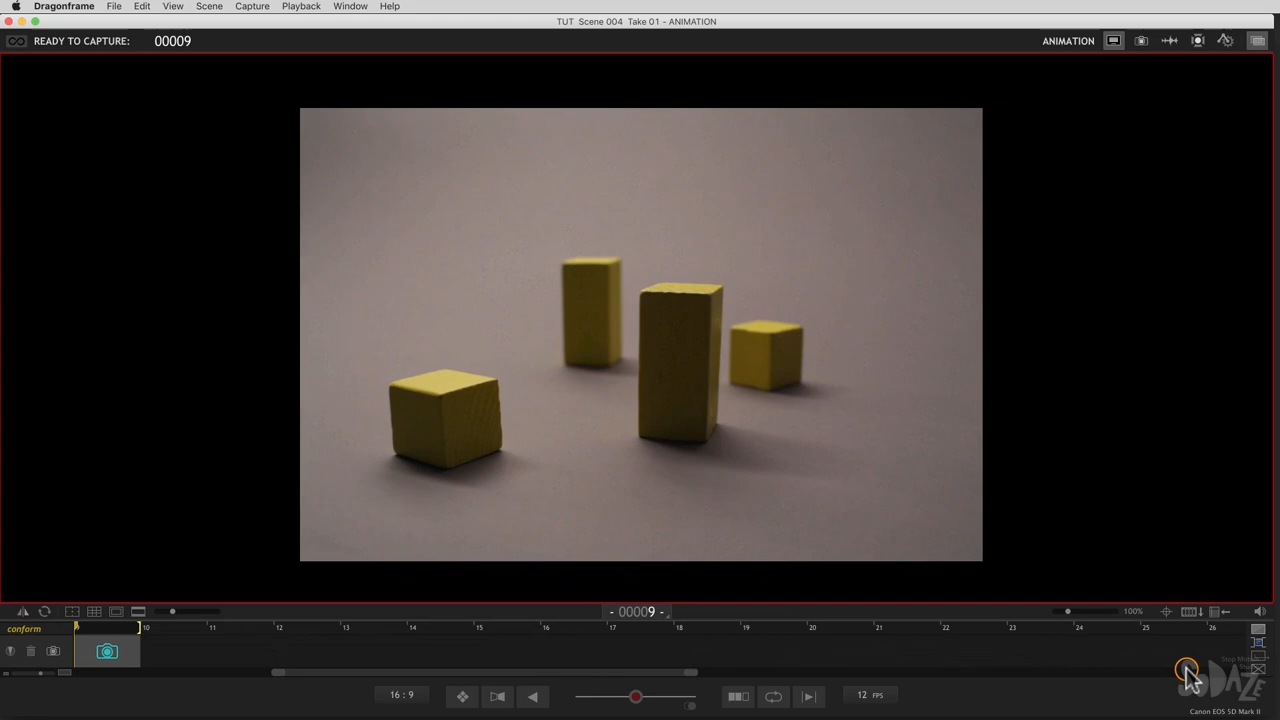 Dragonframe File Edit View Scene Capture Playback Window Help
TUT Scene 004 Take 01 - ANIMATION
READY TO CAPTURE: 00009 ANIMATION
- 00009 - 100%
conform 9 10 11 12 13 14 15 16 17 18 19 20 21 22 23 24 25 26
16 : 9 12 FPS
DAZE
Canon EOS 5D Mark II